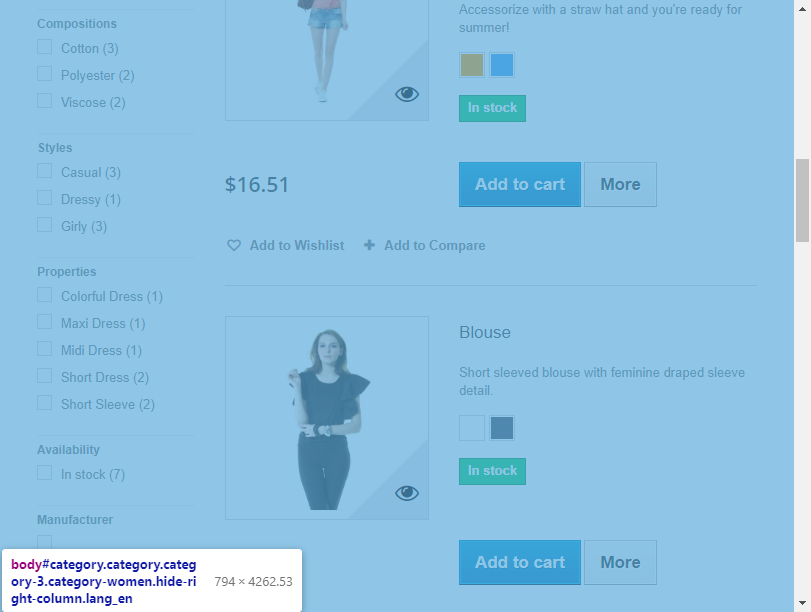 Compositions
Cotton (3)
Polyester (2)
Viscose (2)
Styles
Casual (3)
Dressy (1)
Girly (3)
Properties
Colorful Dress (1)
Maxi Dress (1)
Midi Dress (1)
Short Dress (2)
Short Sleeve (2)
Availability
In stock (7)
Manufacturer
Accessorize with a straw hat and you're ready for
summer!
In stock
$16.51
Add to cart
More
Add to Wishlist
Add to Compare
Blouse
Short sleeved blouse with feminine draped sleeve
detail.
In stock
Add to cart
More
body#category.category.categ
ory-3.category-women.hide-ri
ght-column.lang_en
794 × 4262.53